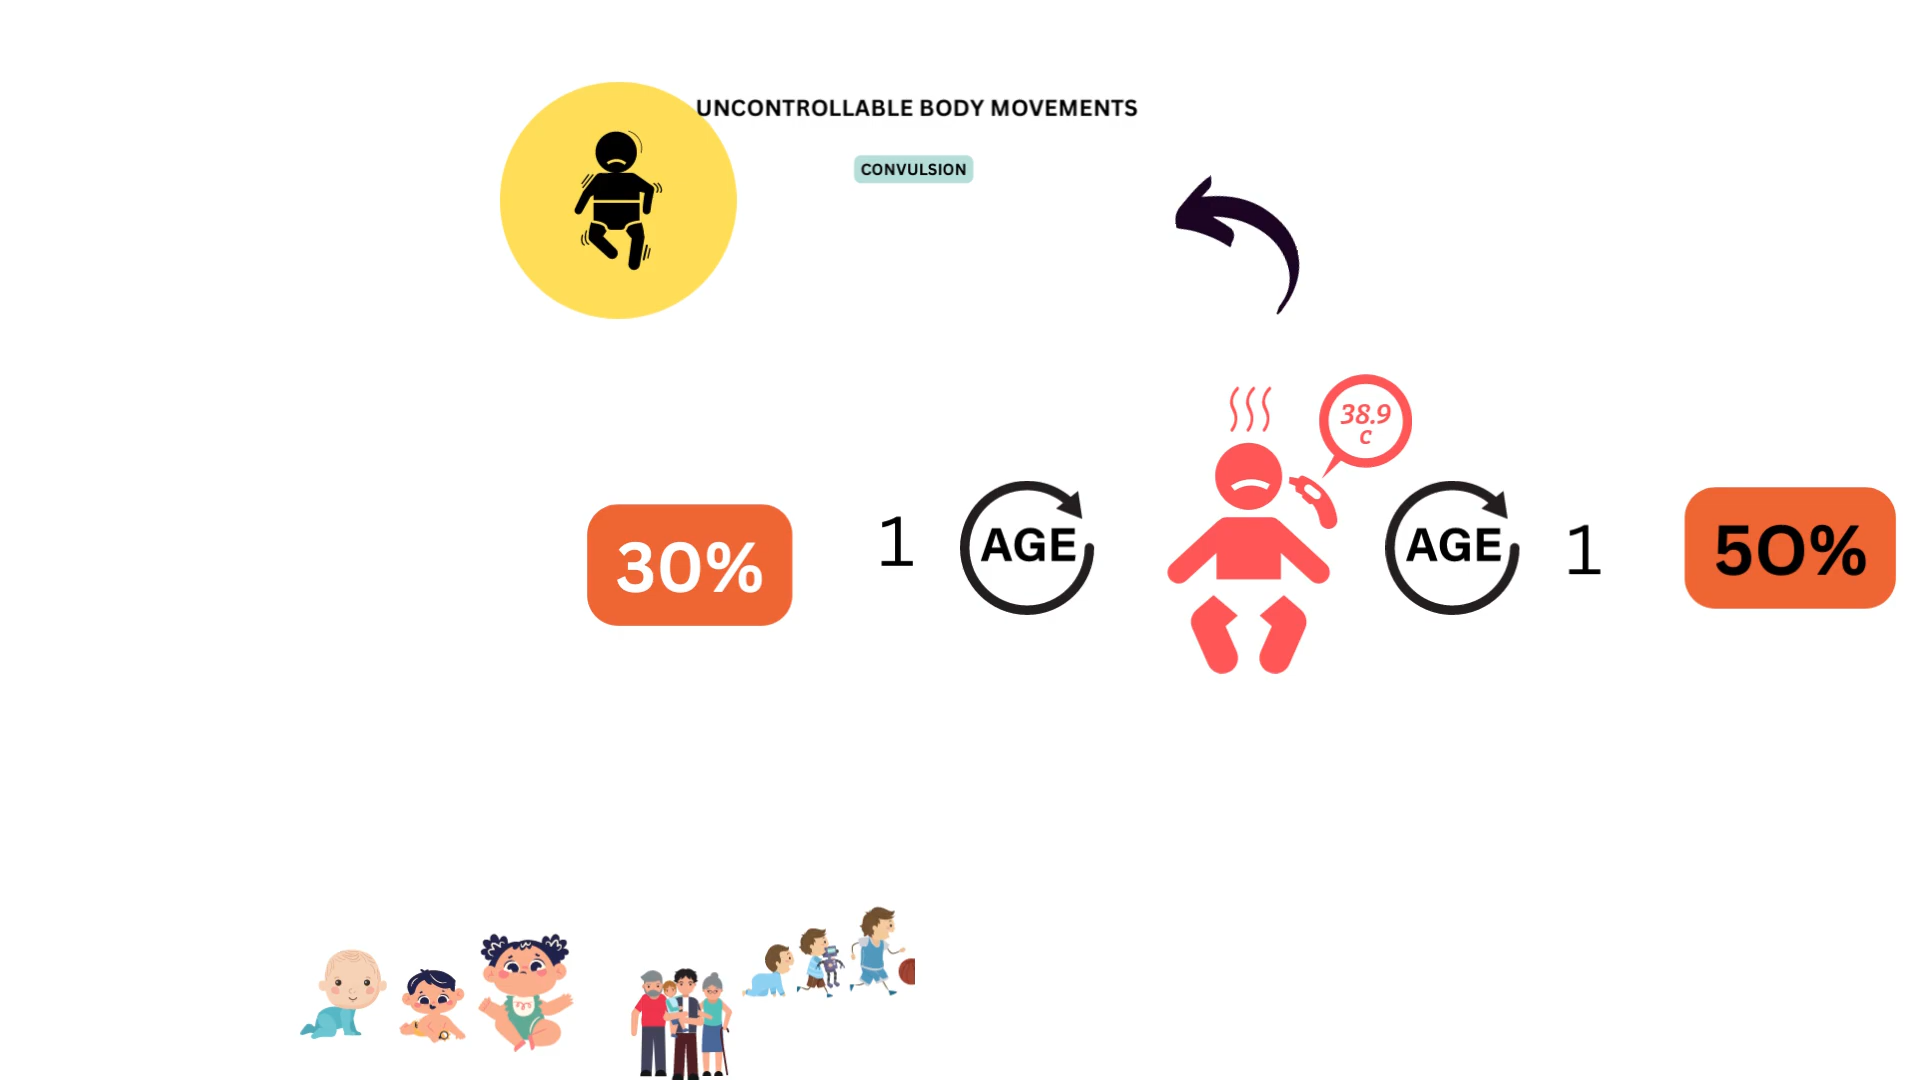 UNCONTROLLABLE BODY MOVEMENTS
CONVULSION
38.9
C
30%
1
AGE
AGE
1
50%